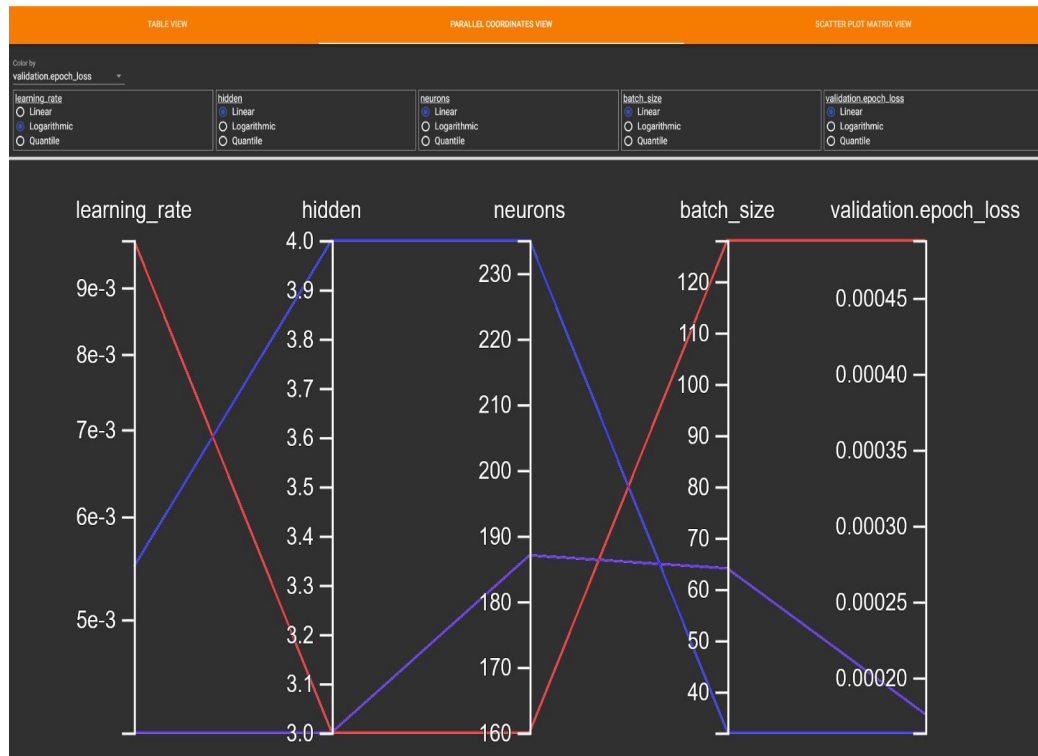 TABLE VIEW PARALLEL COORDINATES VIEW SCATTER PLOT MATRIX VIEW
Color by
validation.epoch_loss
learning_rate hidden neurons batch_size validation.epoch_loss
Linear Linear Linear Linear Linear
Logarithmic Logarithmic Logarithmic Logarithmic Logarithmic
Quantile Quantile Quantile Quantile Quantile
learning_rate hidden neurons batch_size validation.epoch_loss
4.0
230
120
9e-3 3.9 0.00045
3.8 220 110
8e-3
3.7 100 0.00040
210
7e-3 3.6 90
0.00035
3.5 200 80
6e-3 3.4 190 70 0.00030
3.3 60
5e-3 180 0.00025
3.2 50
170 0.00020
3.1 40
3.0 160